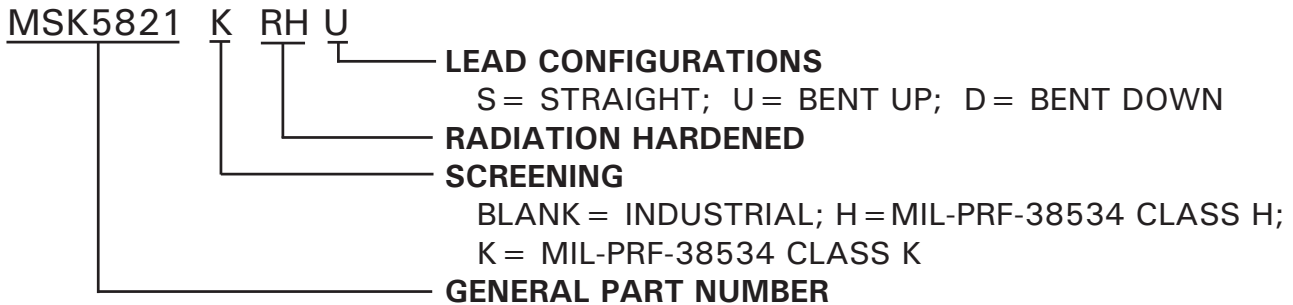 MSK5821 K RH U
LEAD CONFIGURATIONS
S= STRAIGHT; U= BENT UP; D= BENT DOWN
RADIATION HARDENED
SCREENING
BLANK= INDUSTRIAL; H=MIL-PRF-38534 CLASS H;
K= MIL-PRF-38534 CLASS K
GENERAL PART NUMBER